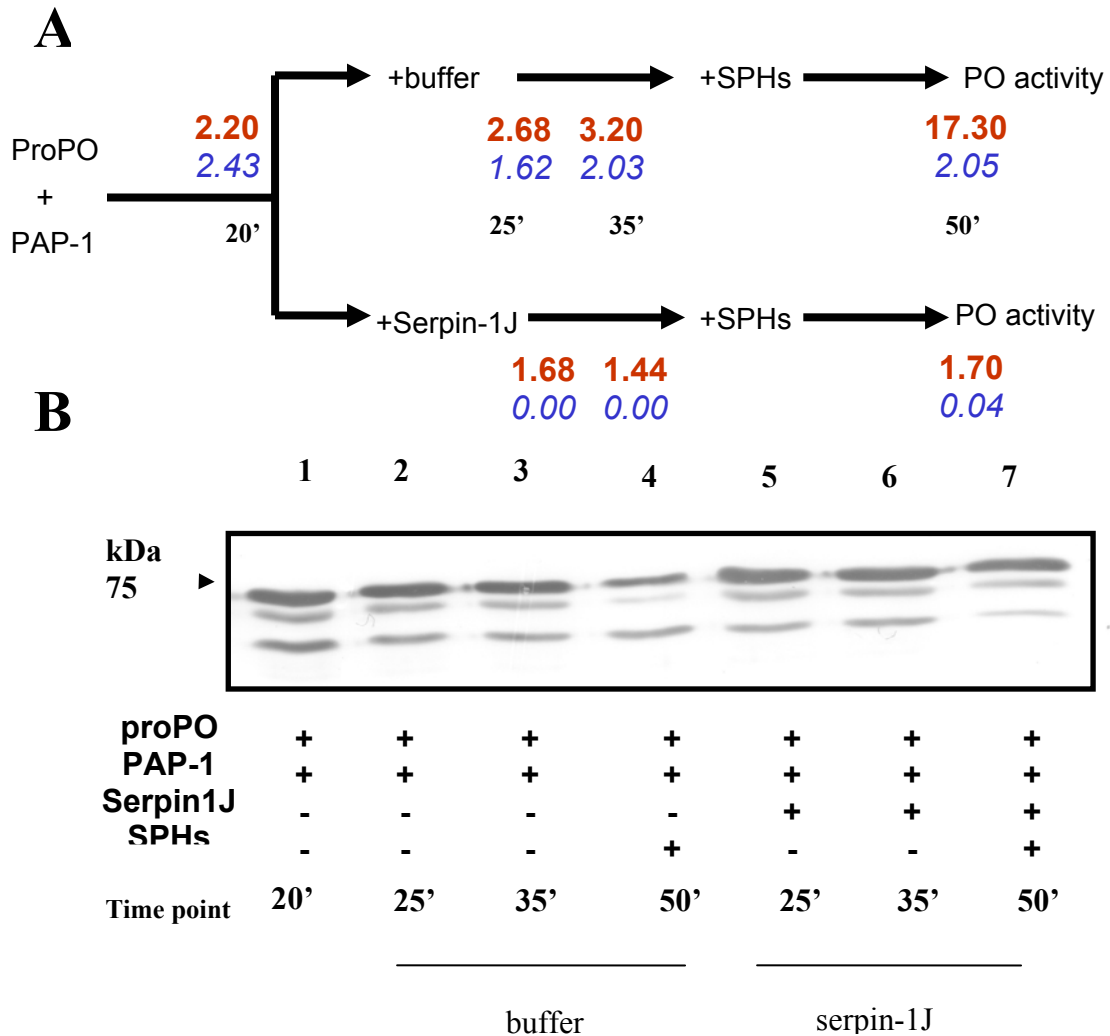 A
+buffer +SPHs PO activity
2.20 2.68 3.20 17.30
2.43 1.62 2.03 2.05
ProPO
+
PAP-1
20’ 25’ 35’ 50’
+Serpin-1J +SPHs PO activity
1.68 1.44 1.70
0.00 0.00 0.04
B
1 2 3 4 5 6 7
kDa
75
proPO + + + + + + +
PAP-1 + + + + + + +
Serpin1J - - - - + + +
SPHs - - - + - - +
Time point 20’ 25’ 35’ 50’ 25’ 35’ 50’
buffer serpin-1J